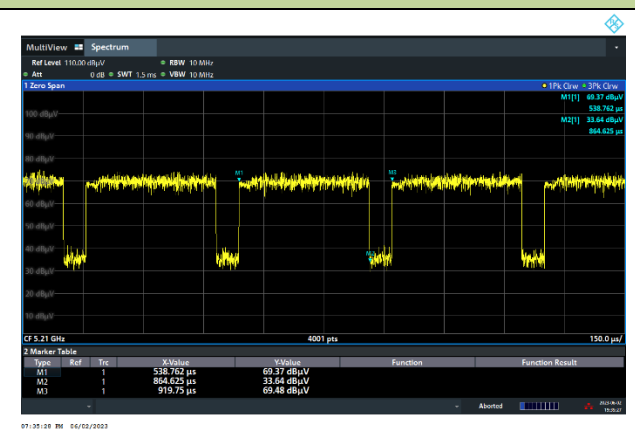 MultiView Spectrum
Ref Level 110.00 dBµV RBW 10 MHz
Att 0 dB SWT 1.5 ms VBW 10 MHz
1 Zero Span 1Pk Clrw 3Pk Clrw
M1[1] 69.37 dBµV
538.762 µs
M2[1] 33.64 dBµV
864.625 µs
100 dBµV
90 dBµV
80 dBµV
M1 M3
60 dBµV
50 dBµV
40 dBµV
30 dBµV
20 dBµV
10 dBµV
CF 5.21 GHz 4001 pts 150.0 µs/
2 Marker Table
Type Ref Trc X-Value Y-Value Function Function Result
M1 1 538.762 µs 69.37 dBµV
M2 1 864.625 µs 33.64 dBµV
M3 1 919.75 µs 69.48 dBµV
Aborted
07:35:28 PM 06/02/2023